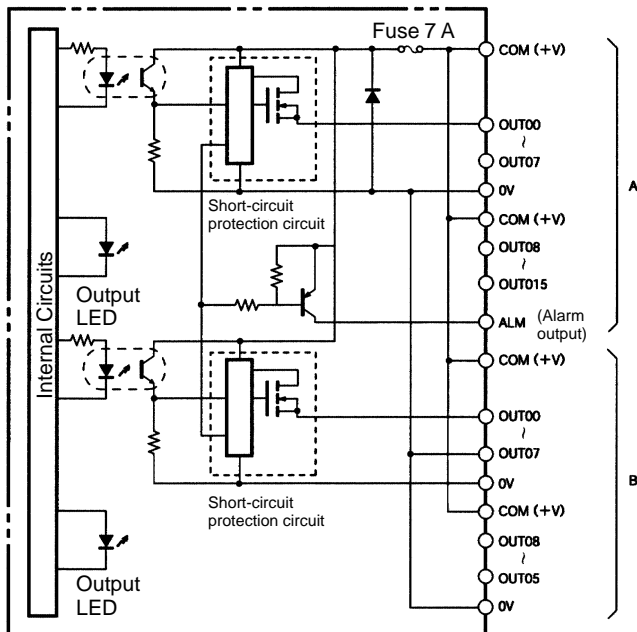 Fuse 7 A
COM (+V)
OUT00
~
OUT07
A
0V
Short-circuit
protection circuit
COM (+V)
OUT08
~
OUT015
Internal Circuits
Output
LED
ALM
(Alarm
output)
COM (+V)
OUT00
~
OUT07
B
0V
Short-circuit
protection circuit
COM (+V)
OUT08
~
OUT05
Output
LED
0V